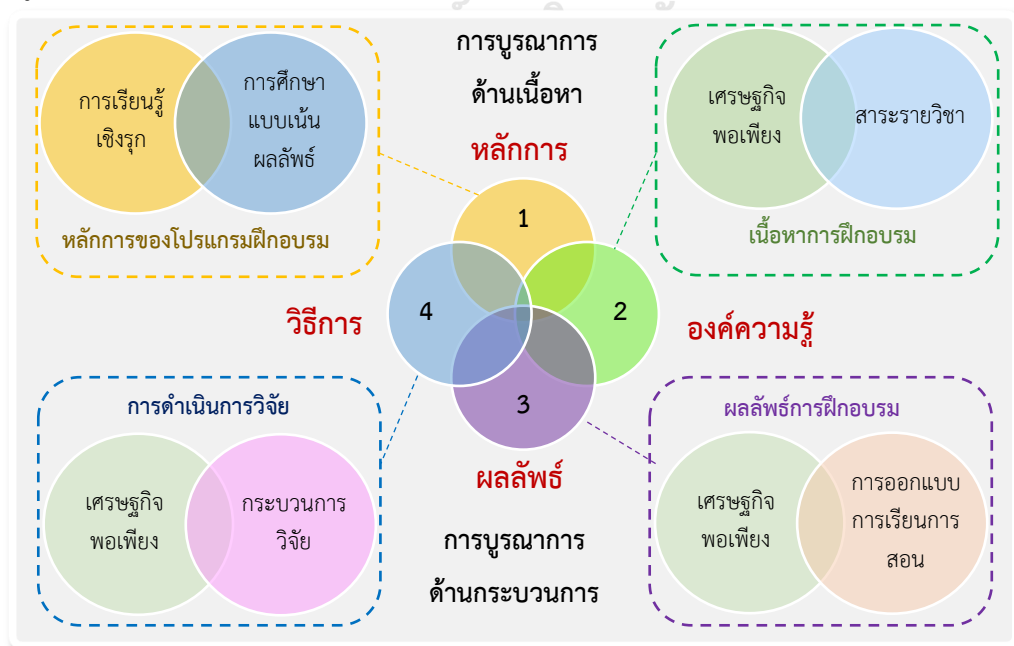 การบูรณาการ
ด้านเนื้อหา
หลักการ
การเรียนรู้
เชิงรุก
การศึกษา
แบบเน้น
ผลลัพธ์
หลักการของโปรแกรมฝึกอบรม
เศรษฐกิจ
พอเพียง
สาระรายวิชา
เนื้อหาการฝึกอบรม
1
วิธีการ
4
2
องค์ความรู้
3
ผลลัพธ์
การดำเนินการวิจัย
เศรษฐกิจ
พอเพียง
กระบวนการ
วิจัย
การบูรณาการ
ด้านกระบวนการ
ผลลัพธ์การฝึกอบรม
เศรษฐกิจ
พอเพียง
การออกแบบ
การเรียนการ
สอน